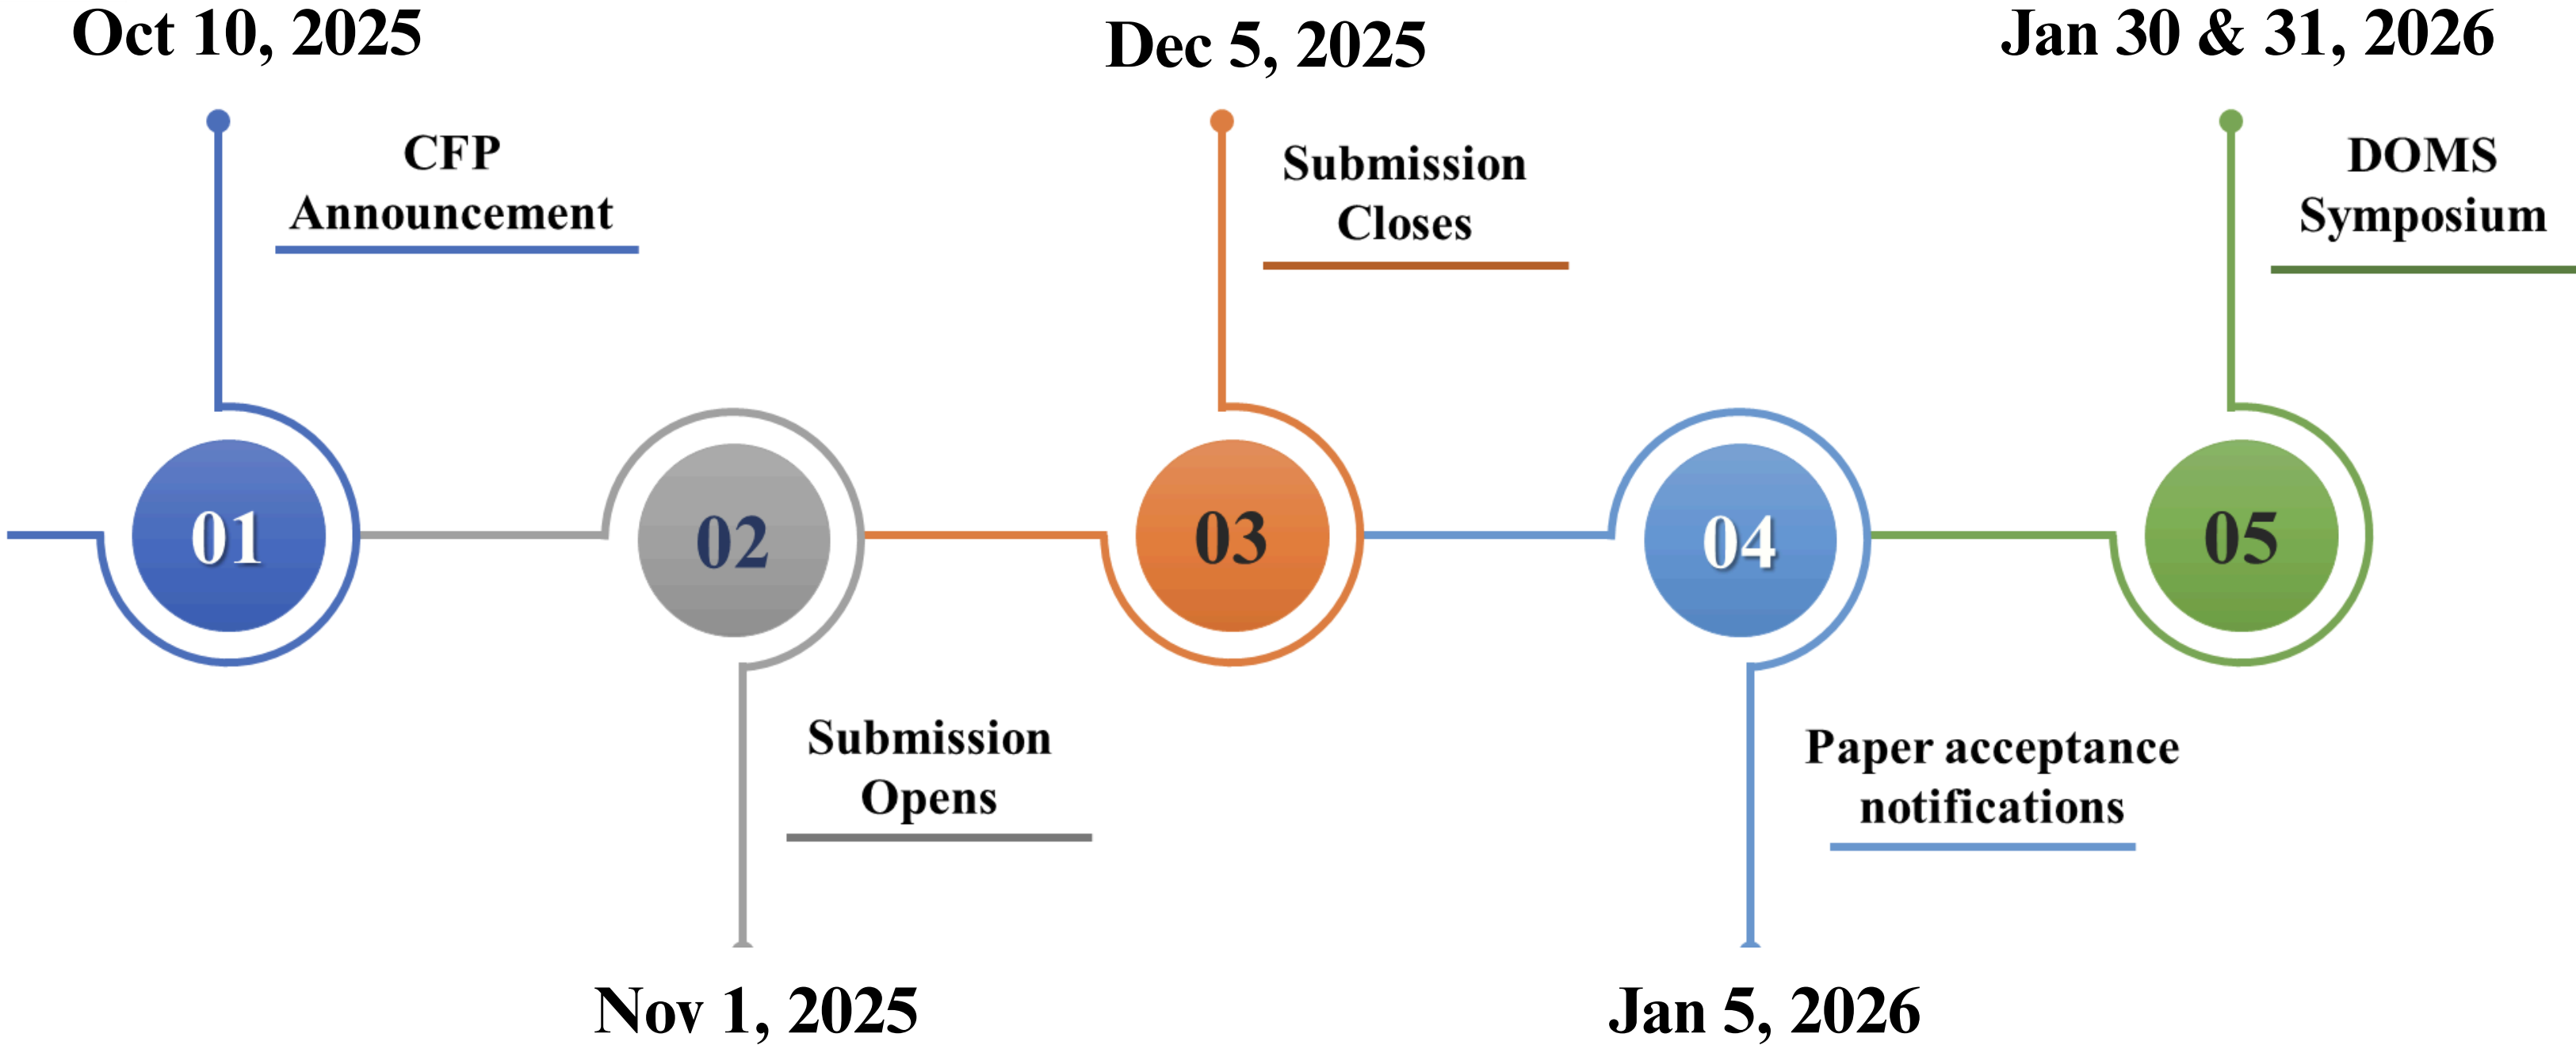 Oct 10, 2025
CFP
Announcement
01
02
Submission
Opens
Nov 1, 2025
Dec 5, 2025
Submission
Closes
03
04
Paper acceptance
notifications
Jan 5, 2026
Jan 30 & 31, 2026
DOMS
Symposium
05